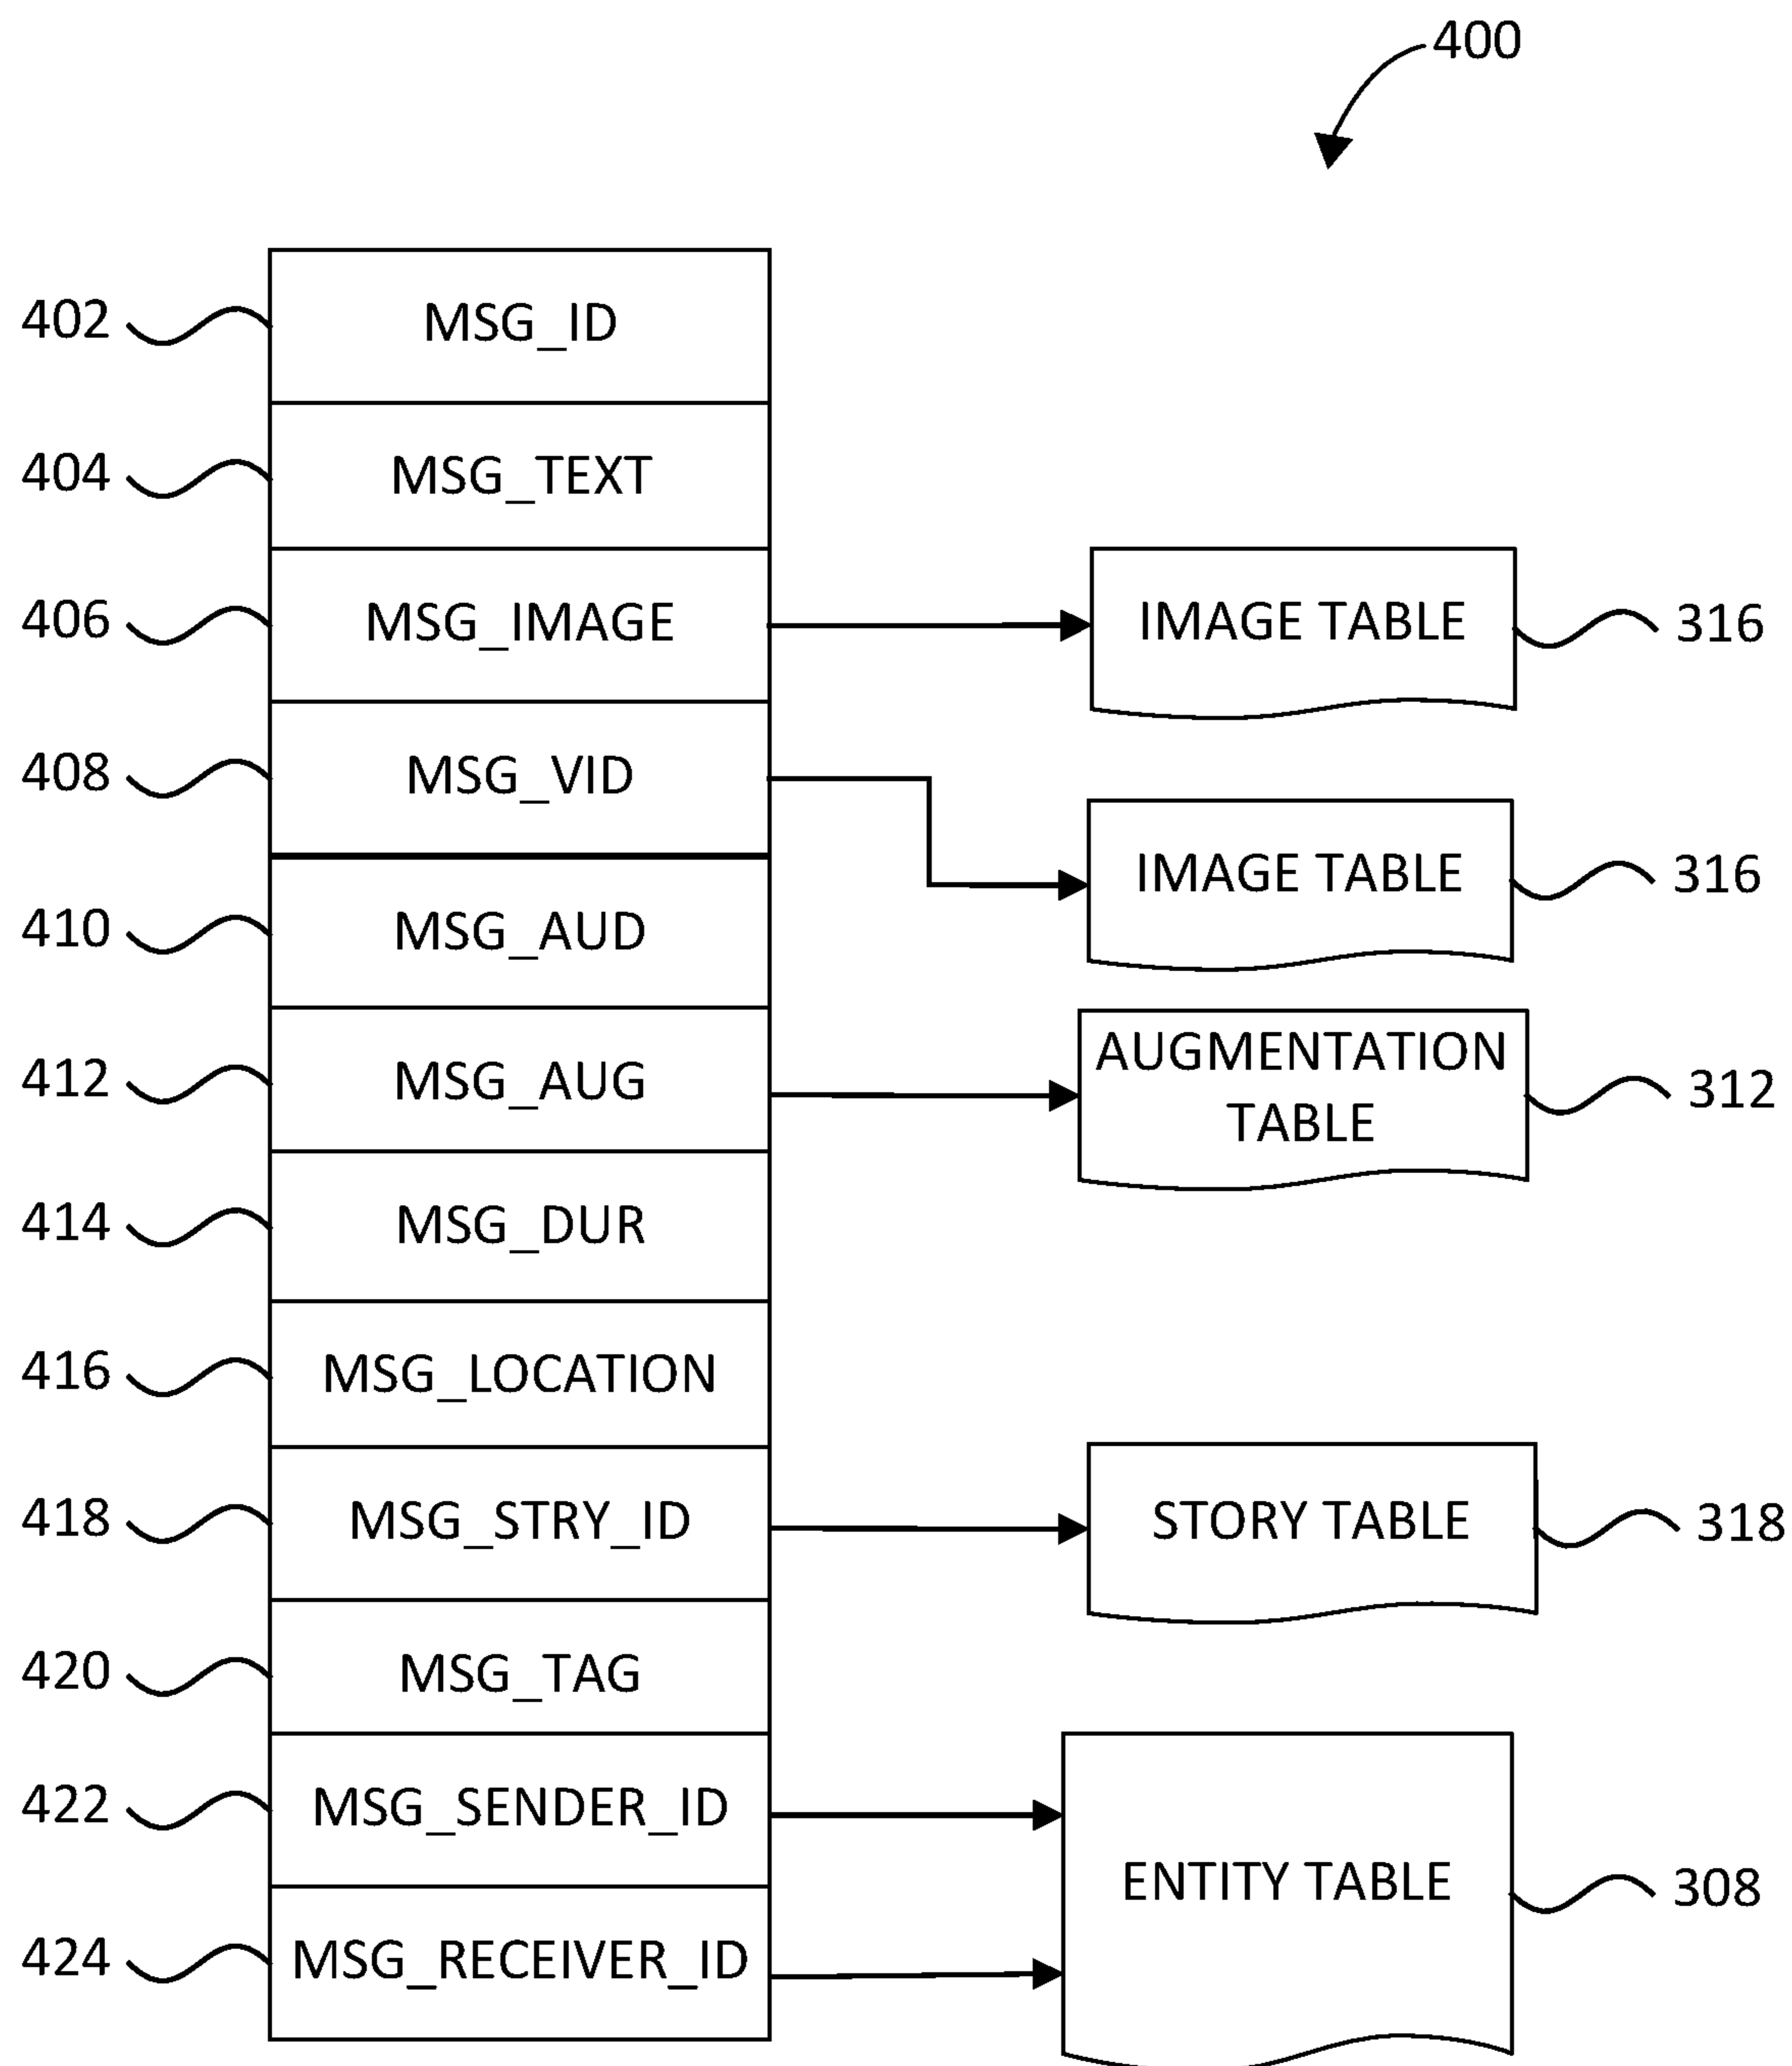 400
402 MSG_ID
404 MSG_TEXT
406 MSG_IMAGE IMAGE TABLE 316
408 MSG_VID
IMAGE TABLE 316
410 MSG_AUD
412 MSG_AUG AUGMENTATION
TABLE 312
414 MSG_DUR
416 MSG_LOCATION
418 MSG_STRY_ID STORY TABLE 318
420 MSG_TAG
422 MSG_SENDER_ID
ENTITY TABLE 308
424 MSG_RECEIVER_ID